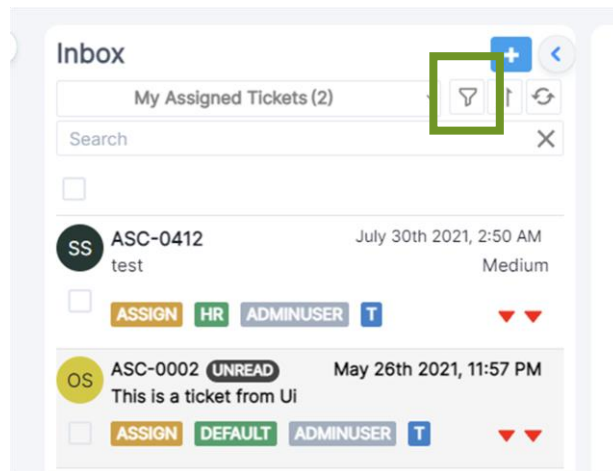 Inbox
My Assigned Tickets (2)
Search
SS ASC-0412 July 30th 2021, 2:50 AM
test Medium
ASSIGN HR ADMINUSER T
OS ASC-0002 UNREAD May 26th 2021, 11:57 PM
This is a ticket from Ui
ASSIGN DEFAULT ADMINUSER T